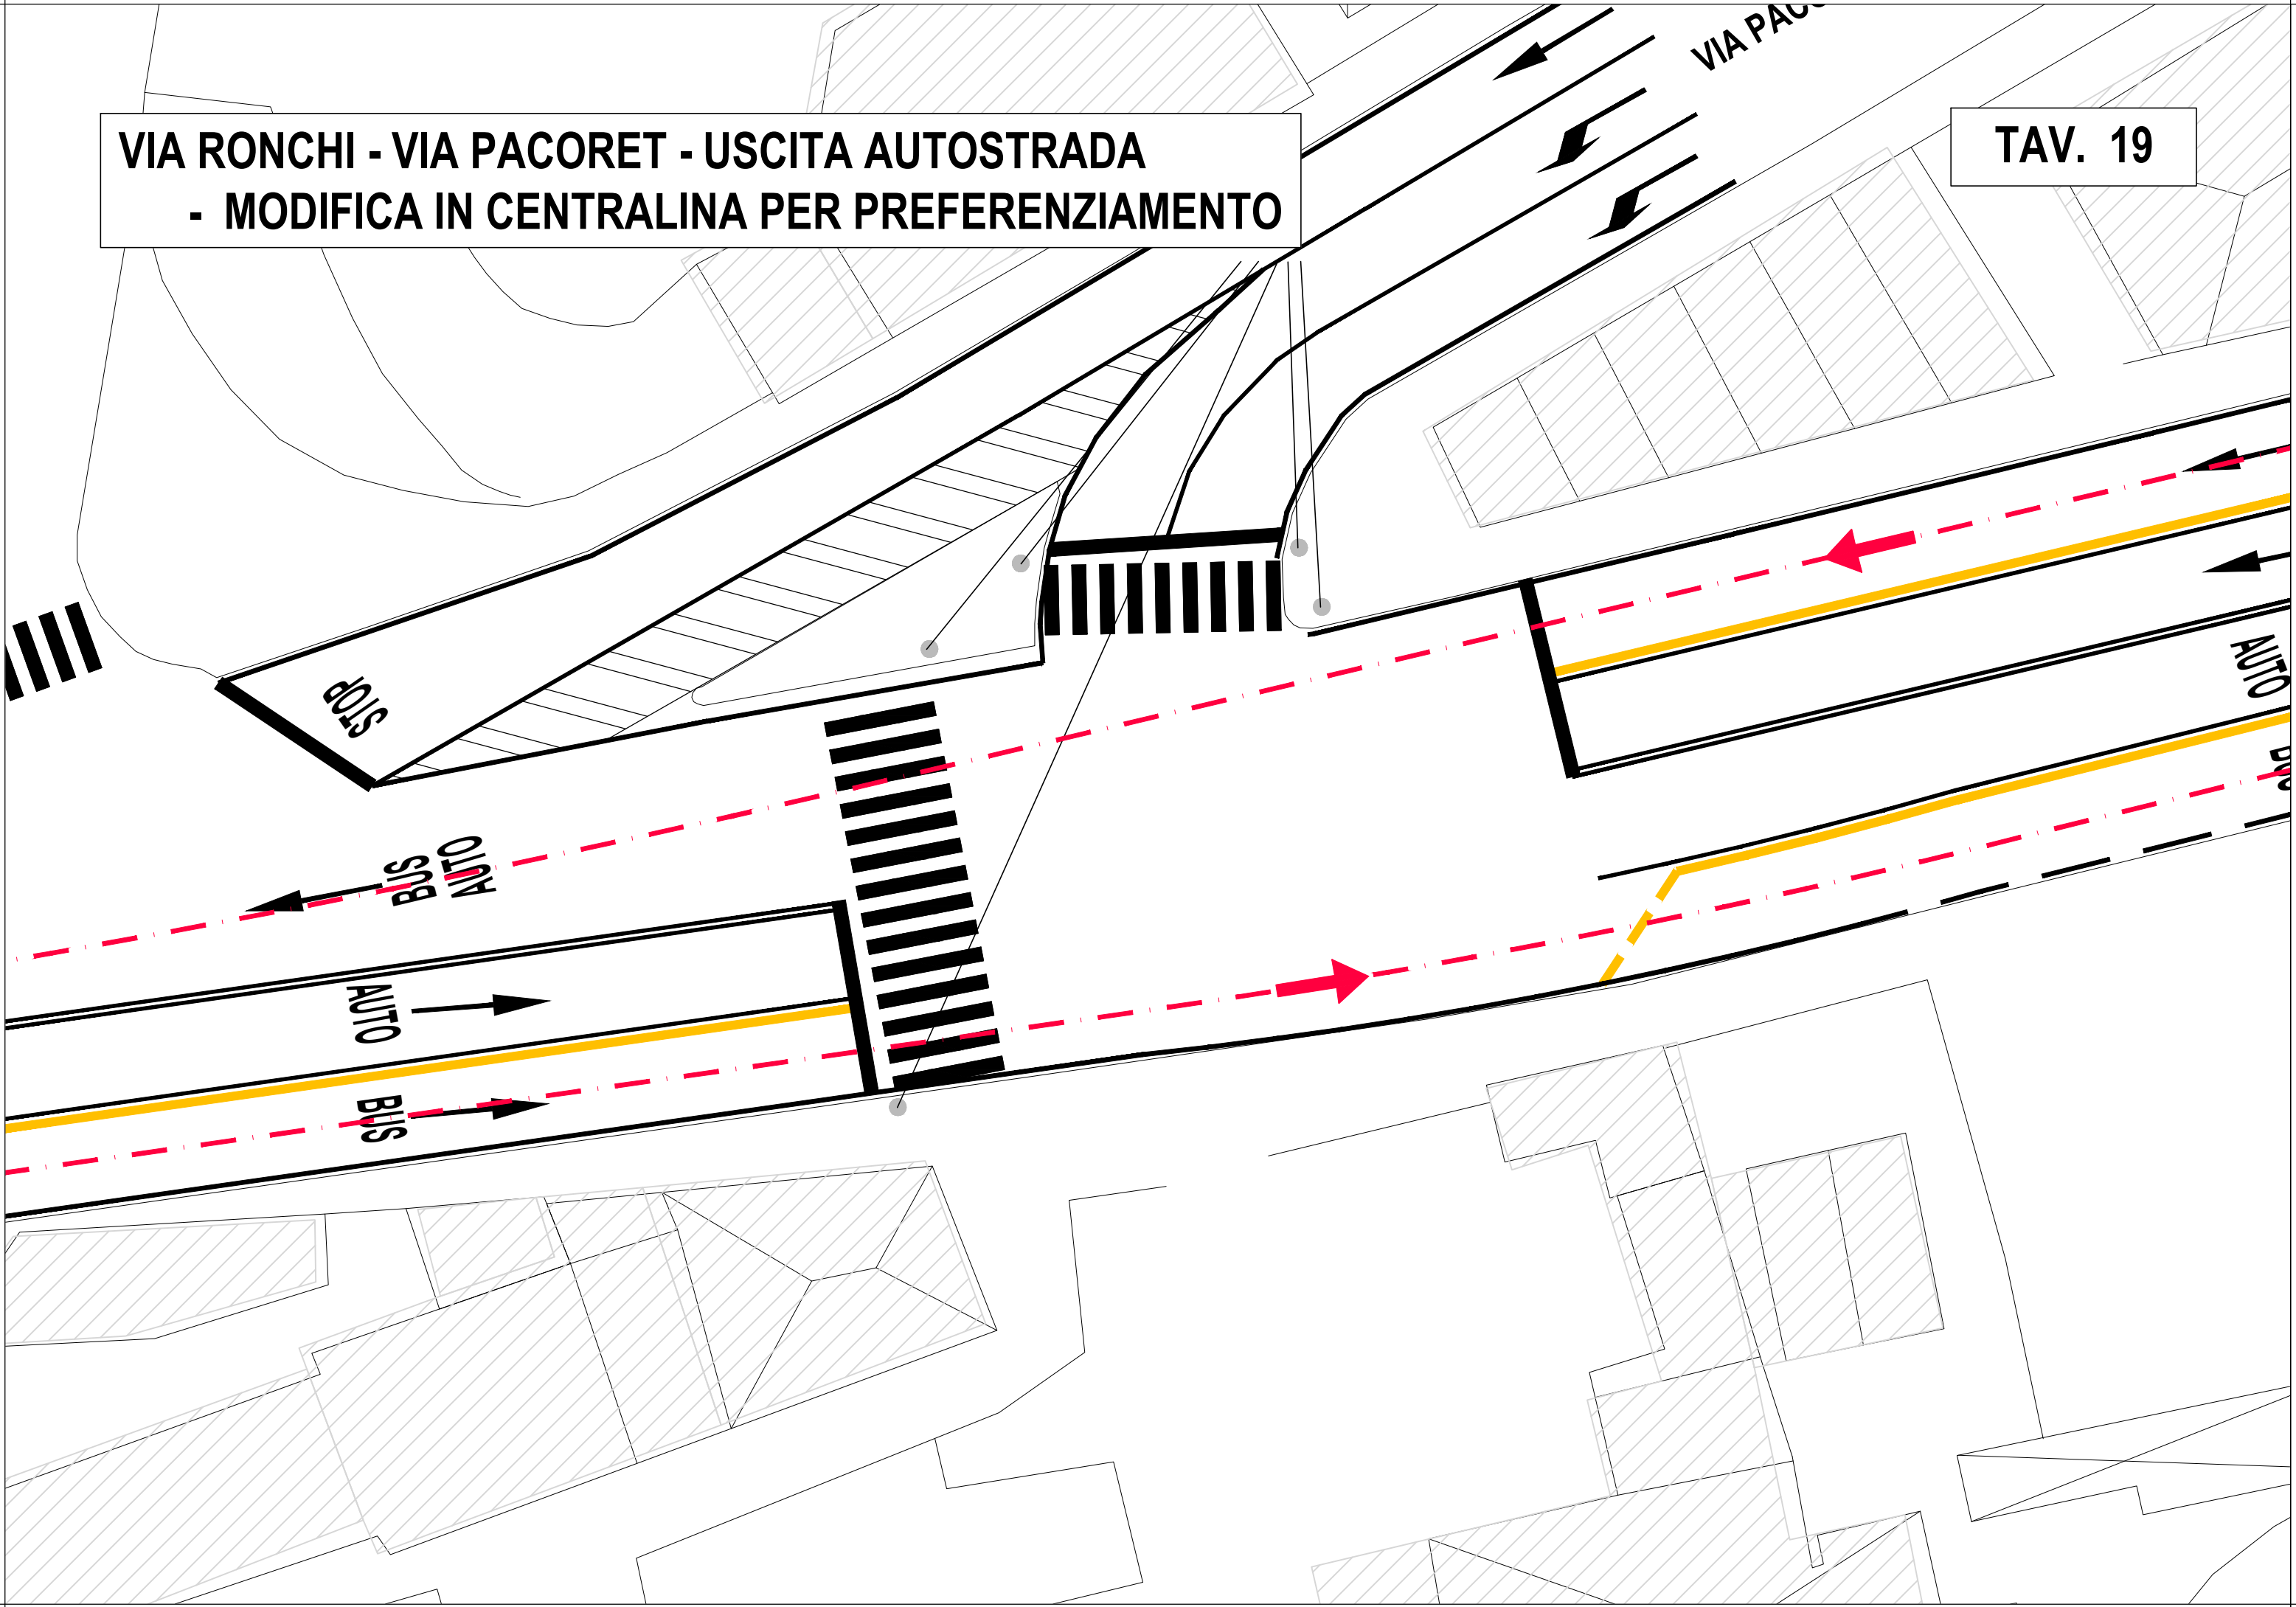 VIA RONCHI - VIA PACORET - USCITA AUTOSTRADA
- MODIFICA IN CENTRALINA PER PREFERENZIAMENTO
TAV. 19
VIA
STOP
AUTO
BUS
AUTO
AUTO
BUS